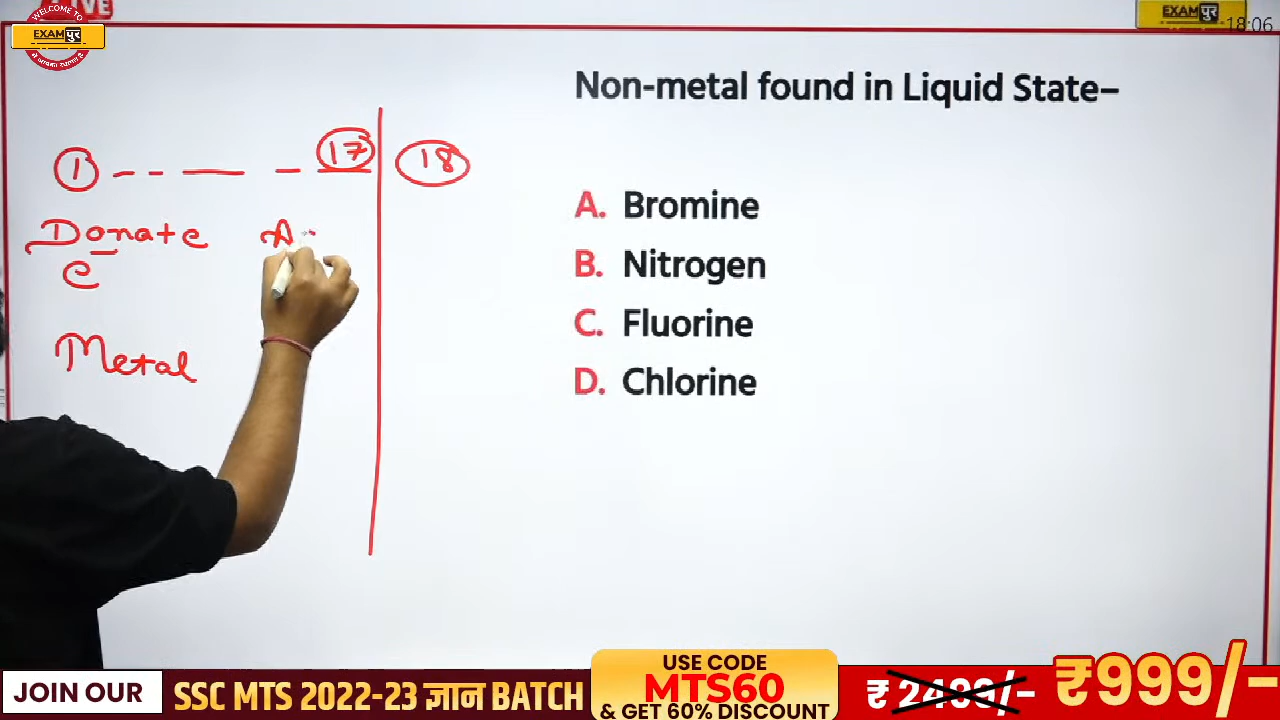 LIVE
WELCOME TO
EXAMपुर
EXAMपुर
18:06
Non-metal found in Liquid State–
① -- — - ⑰ ⑱
Donate A
e
Metal
A. Bromine
B. Nitrogen
C. Fluorine
D. Chlorine
JOIN OUR SSC MTS 2022-23 ज्ञान BATCH
USE CODE
MTS60
& GET 60% DISCOUNT
₹999/-